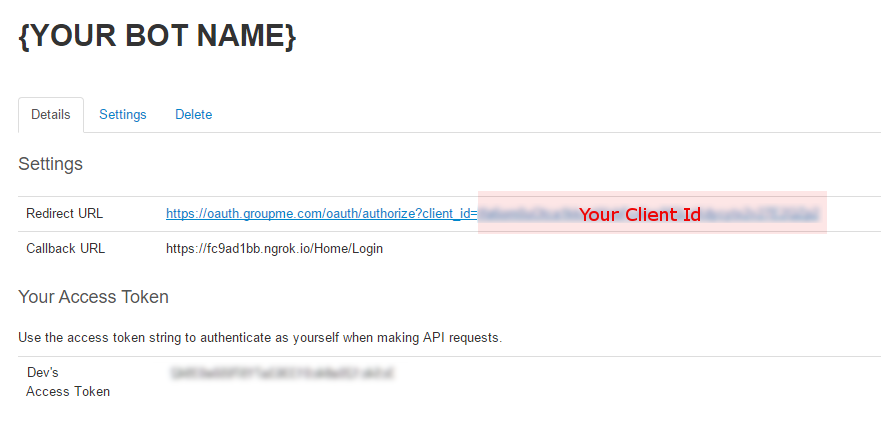 {YOUR BOT NAME}
Details Settings Delete
Settings
Redirect URL https://oauth.groupme.com/oauth/authorize?client_id= Your Client Id
Callback URL https://fc9ad1bb.ngrok.io/Home/Login
Your Access Token
Use the access token string to authenticate as yourself when making API requests.
Dev's
Access Token